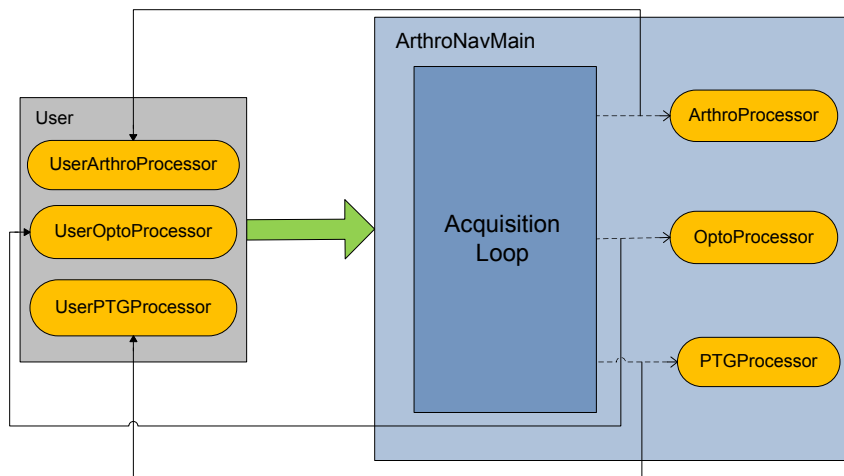 ArthroNavMain
User
UserArthroProcessor
UserOptoProcessor
UserPTGProcessor
Acquisition
Loop
ArthroProcessor
OptoProcessor
PTGProcessor